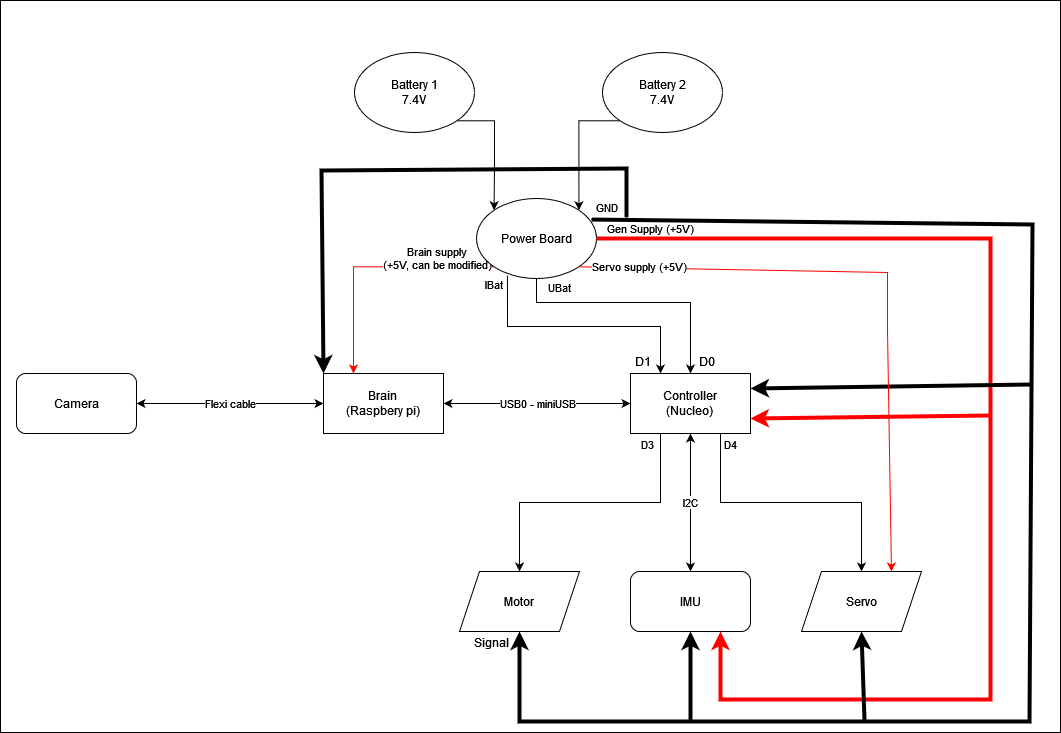 Battery 1
7.4V
Battery 2
7.4V
GND
Gen Supply (+5V)
Power Board
Brain supply
(+5V, can be modified)
Servo supply (+5V)
IBat
UBat
D1
D0
Camera
Flexi cable
Brain
(Raspbery pi)
USB0 - miniUSB
Controller
(Nucleo)
D3
D4
I2C
Motor
IMU
Servo
Signal